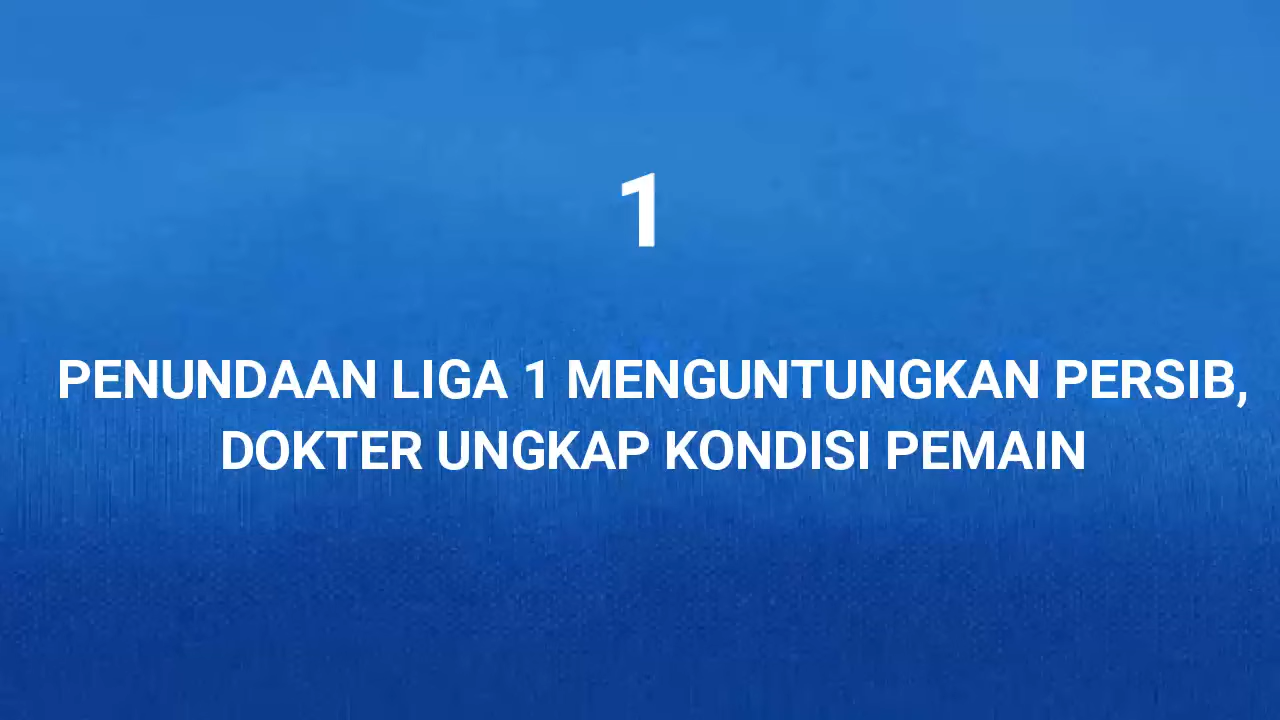 1
PENUNDAAN LIGA 1 MENGUNTUNGKAN PERSIB,
DOKTER UNGKAP KONDISI PEMAIN